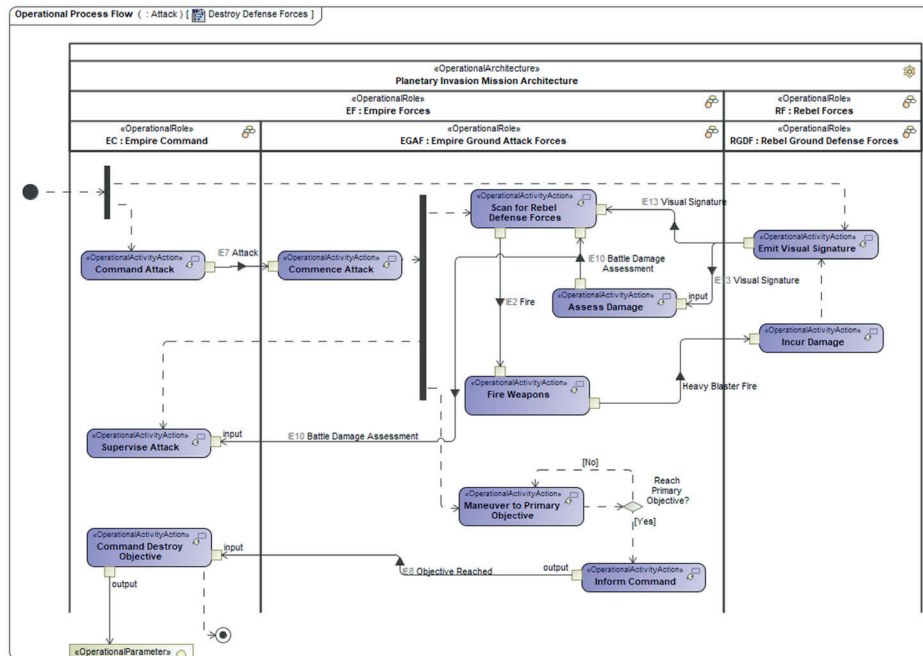 Operational Process Flow ( : Attack ) [ Destroy Defense Forces ]
«OperationalArchitecture»
Planetary Invasion Mission Architecture
«OperationalRole»
EF : Empire Forces
«OperationalRole»
RF : Rebel Forces
«OperationalRole»
EC : Empire Command
«OperationalRole»
EGAF : Empire Ground Attack Forces
«OperationalRole»
RGDF : Rebel Ground Defense Forces
«OperationalActivityAction»
Scan for Rebel
Defense Forces
IE13 Visual Signature
«OperationalActivityAction»
Emit Visual Signature
«OperationalActivityAction»
Command Attack
IE7 Attack
«OperationalActivityAction»
Commence Attack
IE10 Battle Damage
Assessment
IE13 Visual Signature
IE2 Fire
«OperationalActivityAction»
Assess Damage
input
«OperationalActivityAction»
Incur Damage
«OperationalActivityAction»
Fire Weapons
Heavy Blaster Fire
«OperationalActivityAction»
Supervise Attack
input
IE10 Battle Damage Assessment
[No]
Reach
Primary
Objective?
«OperationalActivityAction»
Maneuver to Primary
Objective
[Yes]
«OperationalActivityAction»
Command Destroy
Objective
input
output
IE8 Objective Reached
output
«OperationalActivityAction»
Inform Command
«OperationalParameter»